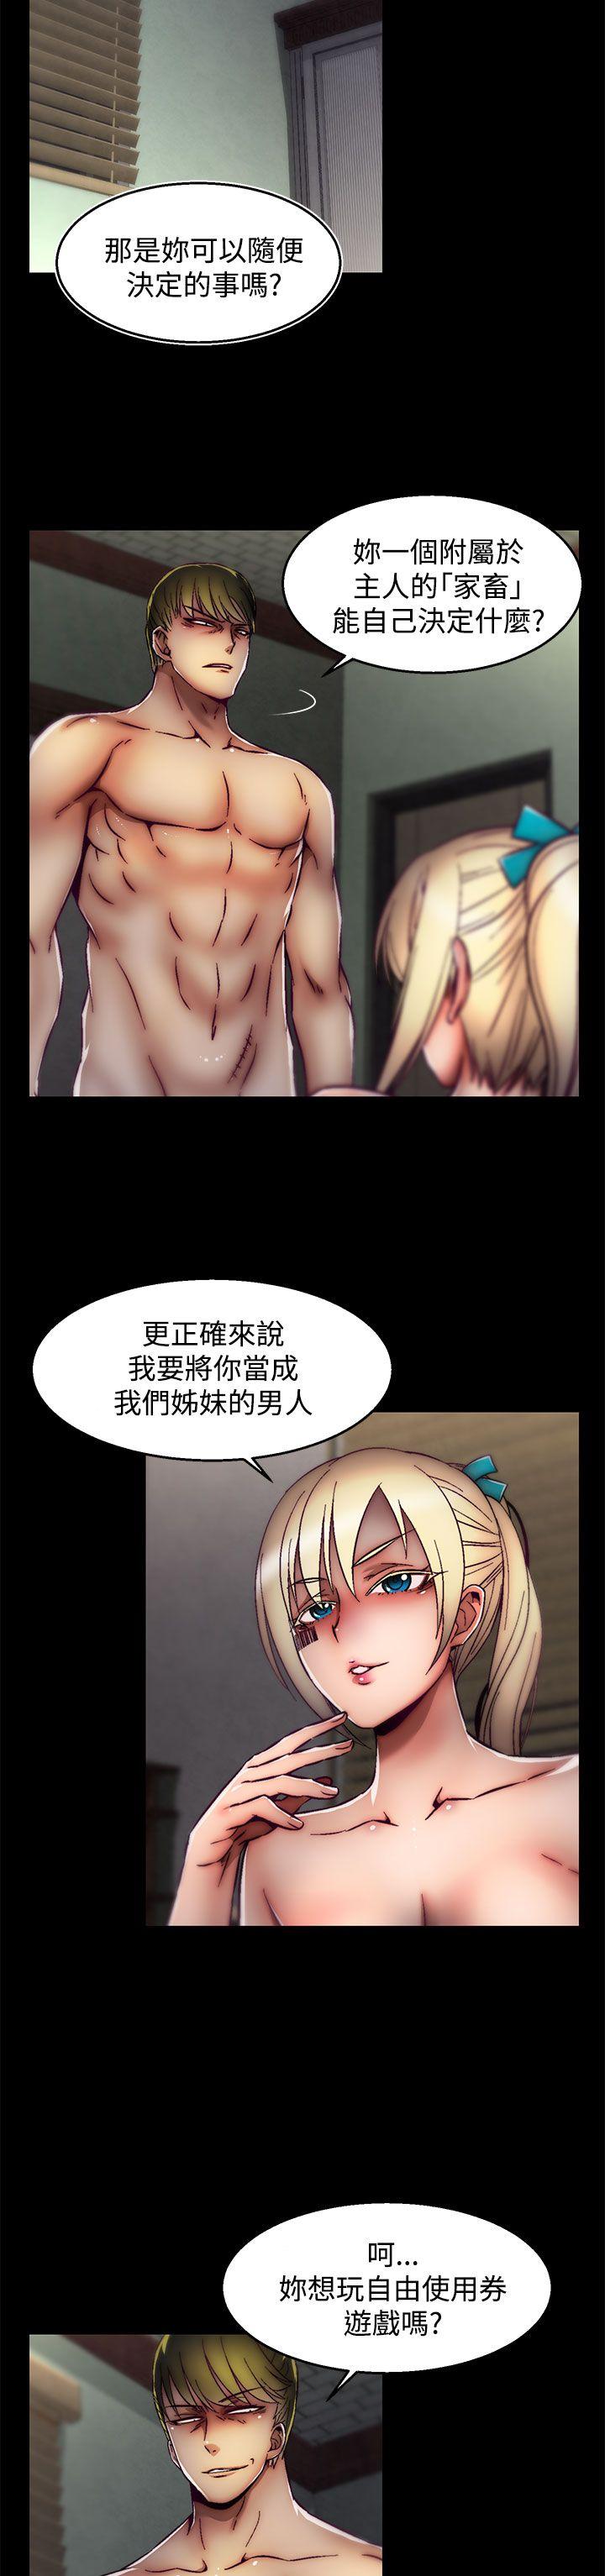 那是妳可以隨便
決定的事嗎?
妳一個附屬於
主人的「家畜」
能自己決定什麼?
更正確來說
我要將你當成
我們姊妹的男人
呵...
妳想玩自由使用券
遊戲嗎?